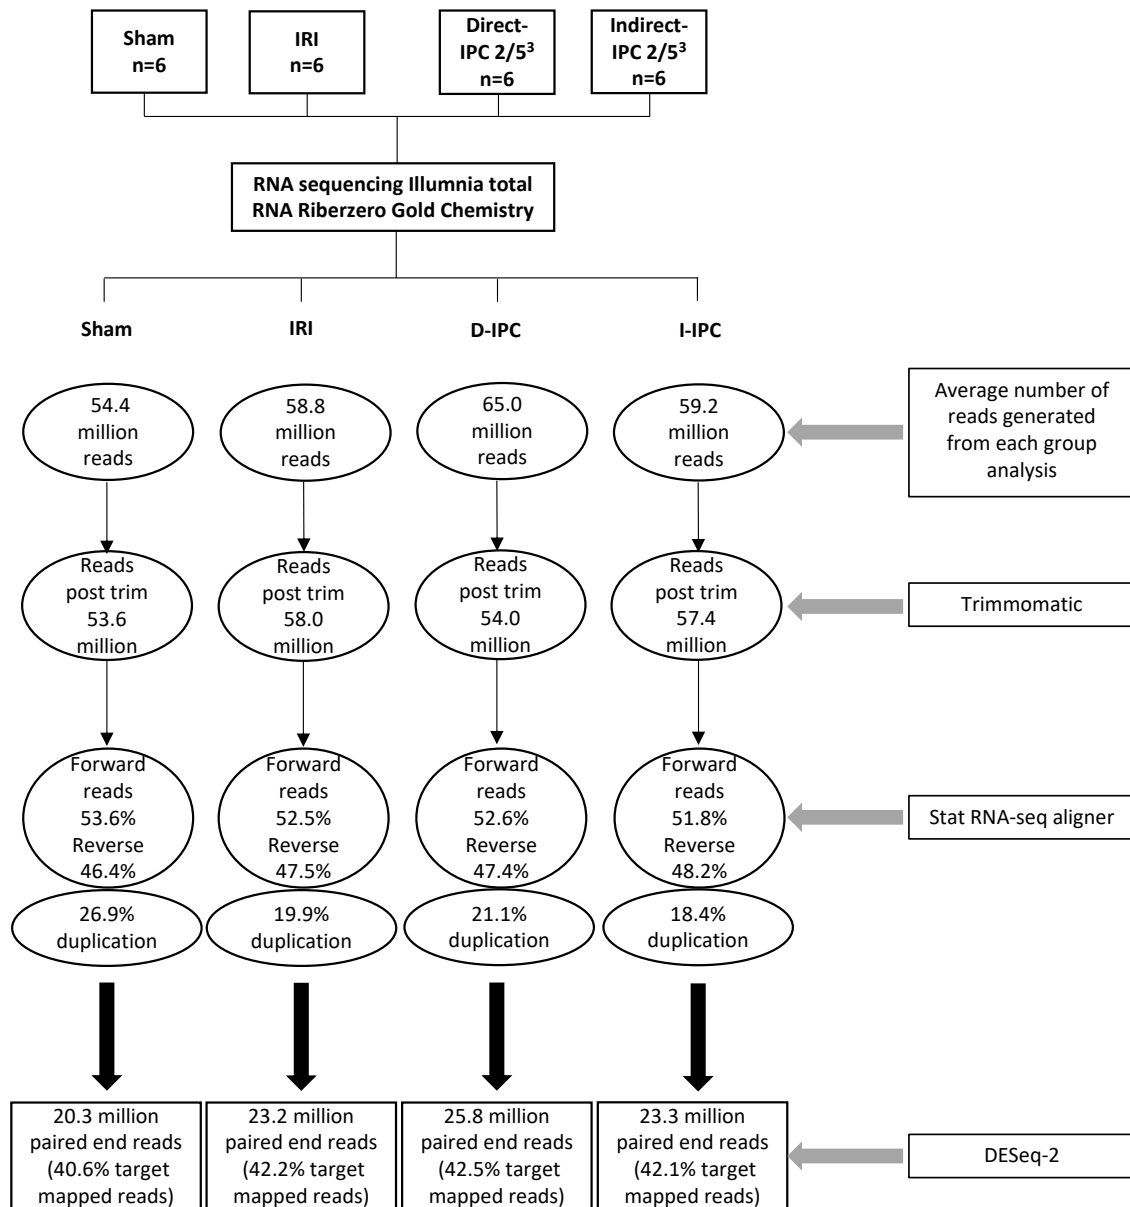 Sham
n=6
IRI
n=6
Direct-
IPC 2/5³
n=6
Indirect-
IPC 2/5³
n=6
RNA sequencing Illumnia total
RNA Riberzero Gold Chemistry
Sham
IRI
D-IPC
I-IPC
54.4
million
reads
58.8
million
reads
65.0
million
reads
59.2
million
reads
Average number of
reads generated
from each group
analysis
Reads
post trim
53.6
million
Reads
post trim
58.0
million
Reads
post trim
54.0
million
Reads
post trim
57.4
million
Trimmomatic
Forward
reads
53.6%
Reverse
46.4%
Forward
reads
52.5%
Reverse
47.5%
Forward
reads
52.6%
Reverse
47.4%
Forward
reads
51.8%
Reverse
48.2%
Stat RNA-seq aligner
26.9%
duplication
19.9%
duplication
21.1%
duplication
18.4%
duplication
20.3 million
paired end reads
(40.6% target
mapped reads)
23.2 million
paired end reads
(42.2% target
mapped reads)
25.8 million
paired end reads
(42.5% target
mapped reads)
23.3 million
paired end reads
(42.1% target
mapped reads)
DESeq-2